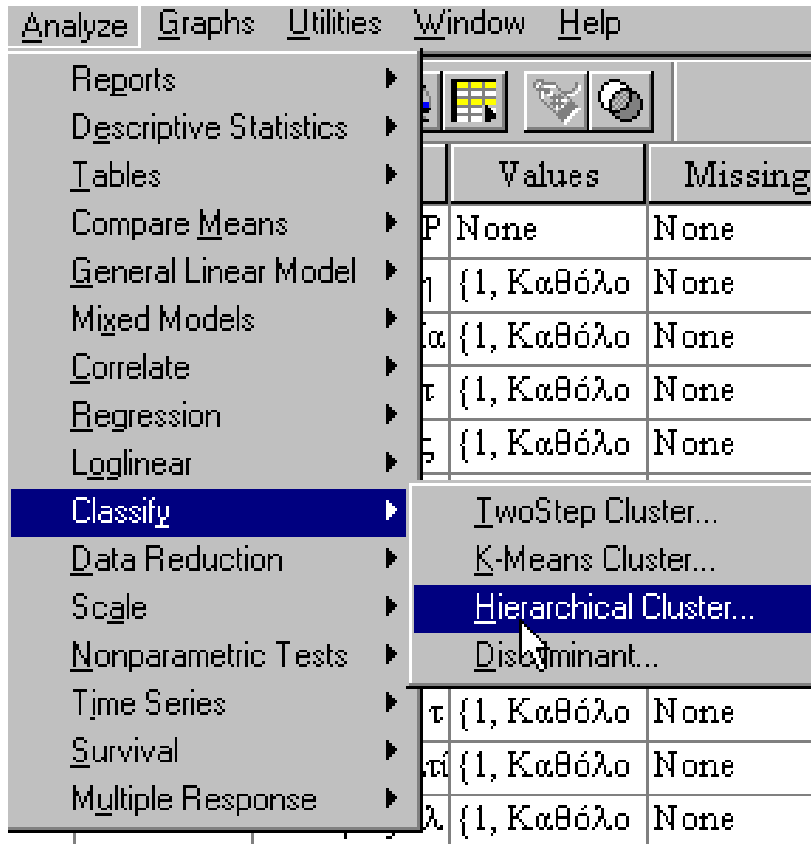 Analyze Graphs Utilities Window Help
Reports
Descriptive Statistics
Tables
Compare Means
General Linear Model
Mixed Models
Correlate
Regression
Loglinear
Classify
Data Reduction
Scale
Nonparametric Tests
Time Series
Survival
Multiple Response
TwoStep Cluster...
K-Means Cluster...
Hierarchical Cluster...
Discriminant...
Values Missing
Ρ None None
η {1, Καθόλο None
ία {1, Καθόλο None
τ {1, Καθόλο None
ς {1, Καθόλο None
τ {1, Καθόλο None
τί {1, Καθόλο None
λ {1, Καθόλο None